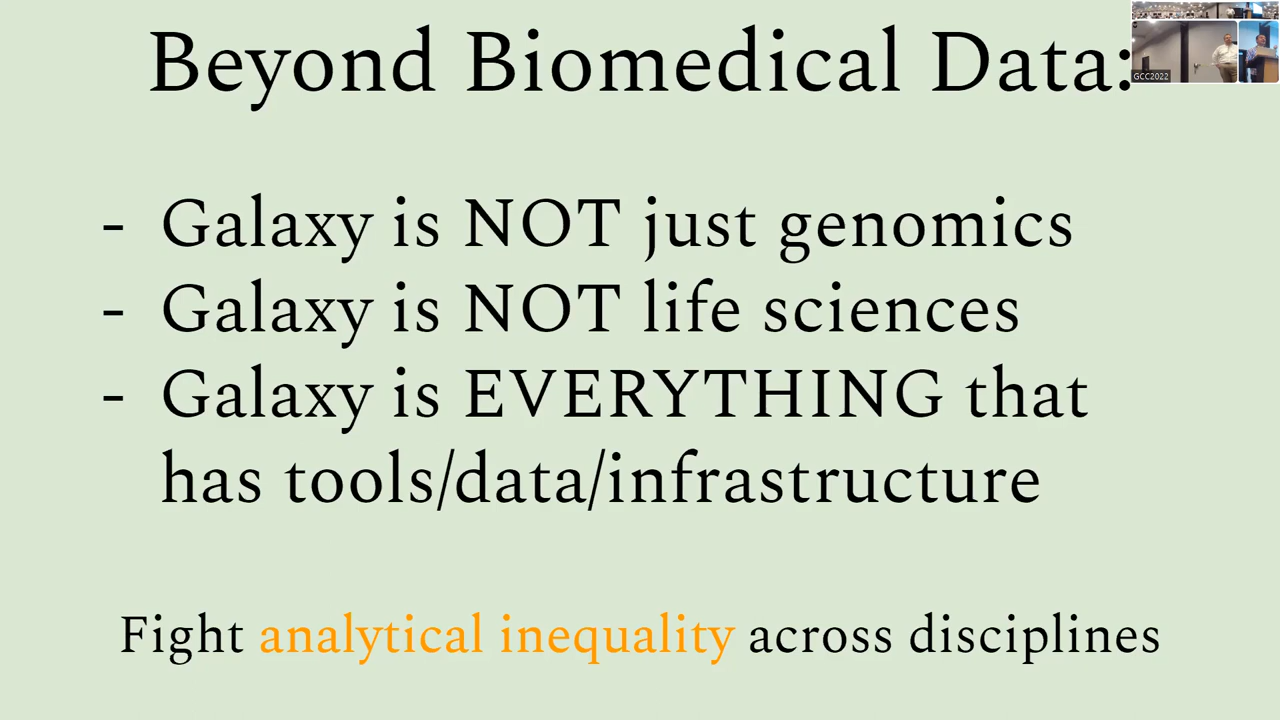 Beyond Biomedical Data:
GCC2022
- Galaxy is NOT just genomics
- Galaxy is NOT life sciences
- Galaxy is EVERYTHING that
has tools/data/infrastructure
Fight analytical inequality across disciplines